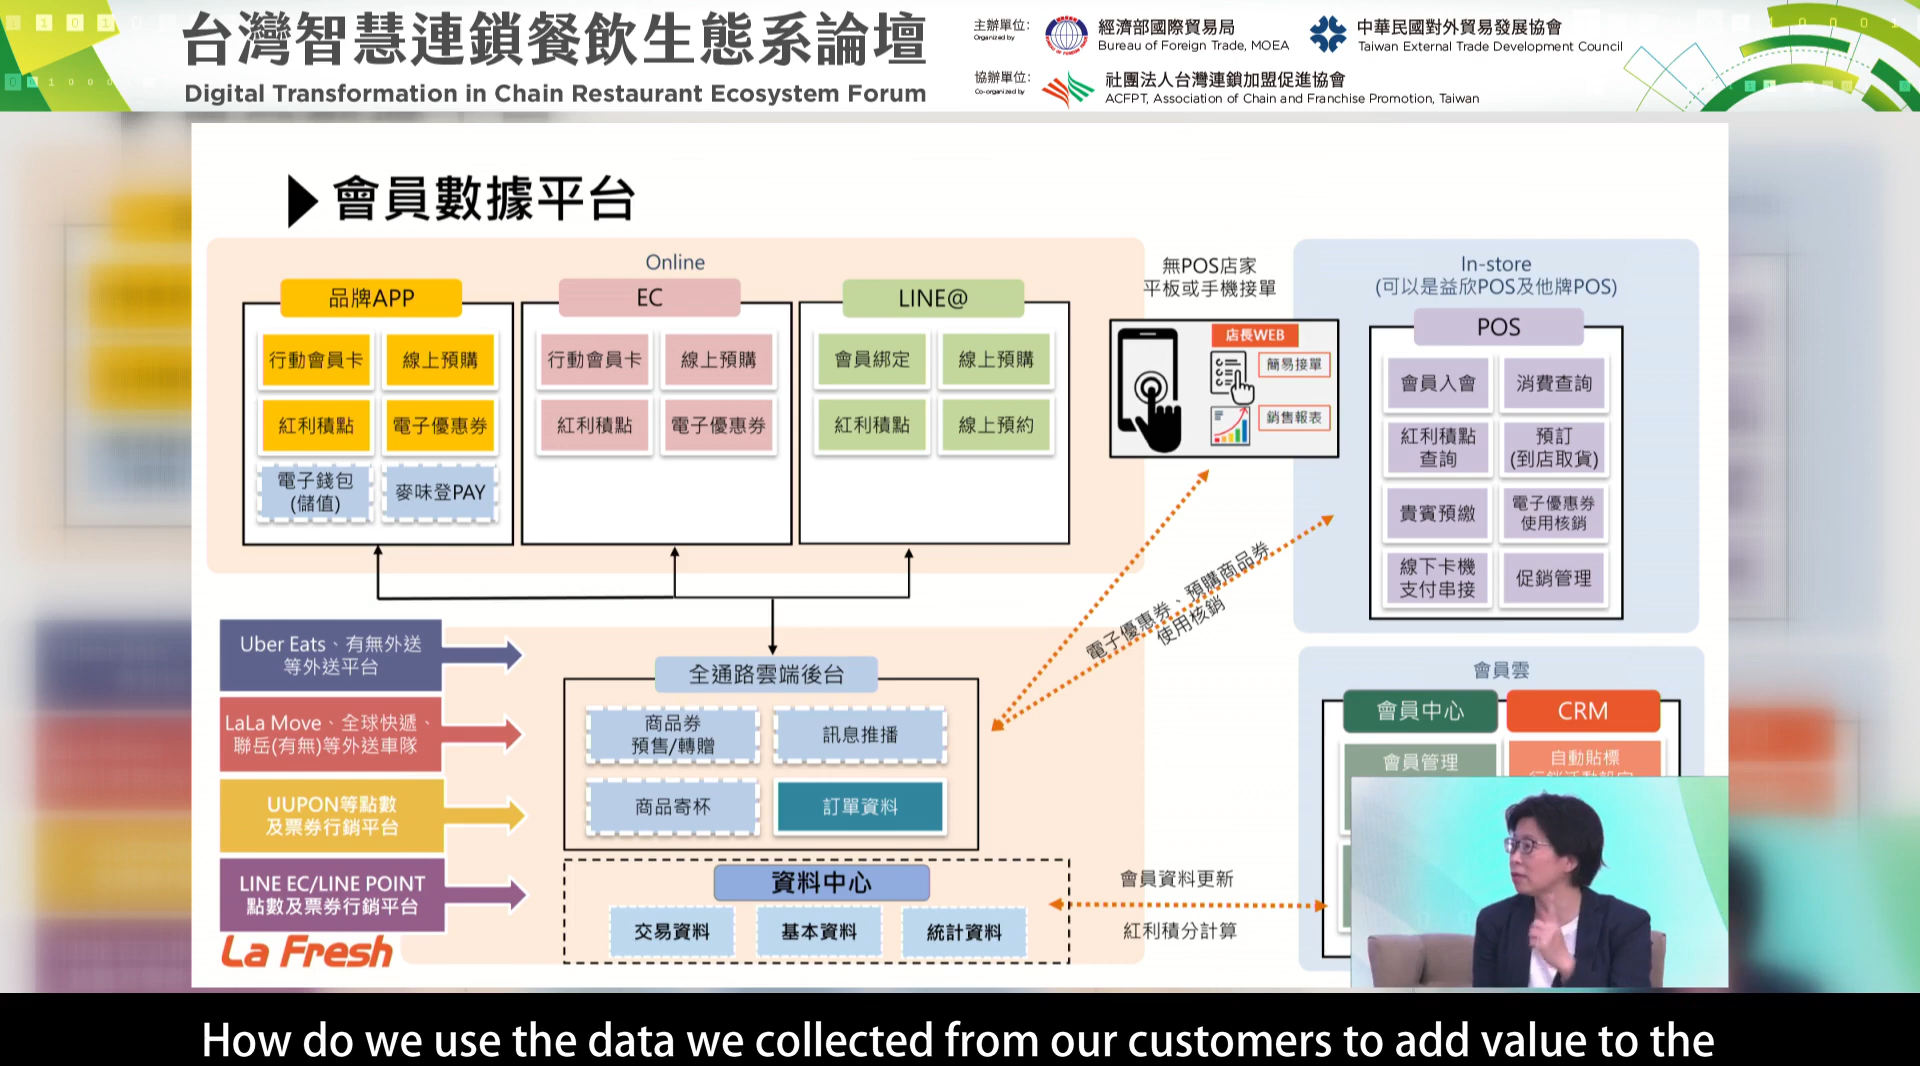 台灣智慧連鎖餐飲生態系論壇
Digital Transformation in Chain Restaurant Ecosystem Forum
主辦單位:
Organized by
經濟部國際貿易局
Bureau of Foreign Trade, MOEA
中華民國對外貿易發展協會
Taiwan External Trade Development Council
協辦單位:
Co-organized by
社團法人台灣連鎖加盟促進協會
ACFPT, Association of Chain and Franchise Promotion, Taiwan
會員數據平台
Online
品牌APP
行動會員卡
線上預購
紅利積點
電子優惠券
電子錢包
(儲值)
麥味登PAY
EC
行動會員卡
線上預購
紅利積點
電子優惠券
LINE@
會員綁定
線上預購
紅利積點
線上預約
無POS店家
平板或手機接單
店長WEB
簡易接單
銷售報表
In-store
(可以是益欣POS及他牌POS)
POS
會員入會
消費查詢
紅利積點
查詢
預訂
(到店取貨)
貴賓預繳
電子優惠券
使用核銷
線下卡機
支付串接
促銷管理
電子優惠券、預購商品券
使用核銷
Uber Eats、有無外送
等外送平台
LaLa Move、全球快遞、
聯岳(有無)等外送車隊
UUPON等點數
及票券行銷平台
LINE EC/LINE POINT
點數及票券行銷平台
La Fresh
全通路雲端後台
商品券
預售/轉贈
訊息推播
商品寄杯
訂單資料
資料中心
交易資料
基本資料
統計資料
會員資料更新
紅利積分計算
會員雲
會員中心
CRM
會員管理
自動貼標
How do we use the data we collected from our customers to add value to the